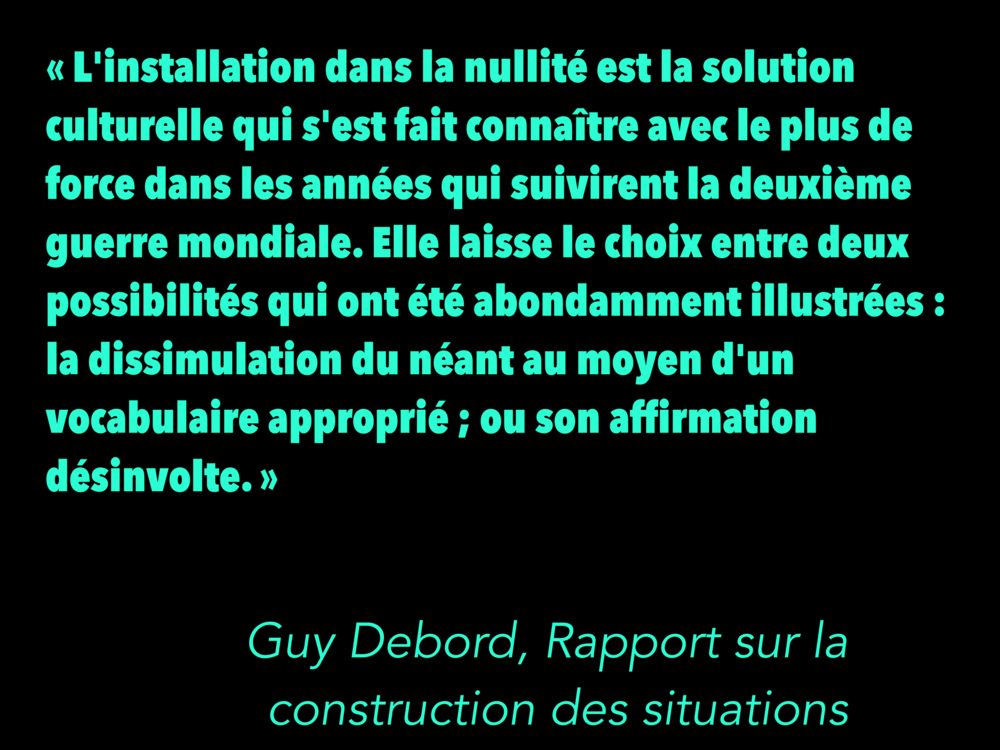 « L'installation dans la nullité est la solution
culturelle qui s'est fait connaître avec le plus de
force dans les années qui suivirent la deuxième
guerre mondiale. Elle laisse le choix entre deux
possibilités qui ont été abondamment illustrées :
la dissimulation du néant au moyen d'un
vocabulaire approprié ; ou son affirmation
désinvolte. »
Guy Debord, Rapport sur la
construction des situations